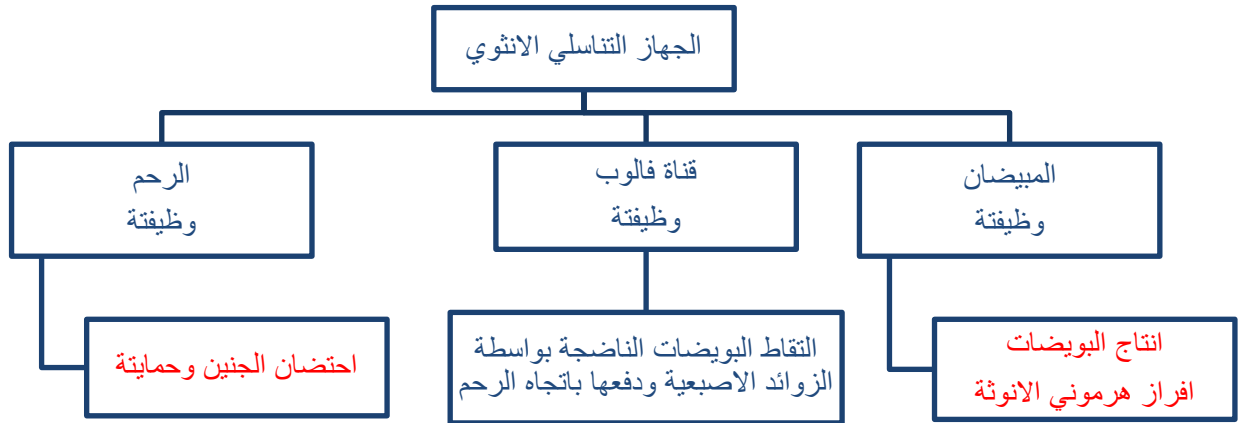 الجهاز التناسلي الانثوي
المبيضان
وظيفتة
قناة فالوب
وظيفتة
الرحم
وظيفتة
انتاج البويضات
افراز هرموني الانوثة
التقاط البويضات الناضجة بواسطة
الزوائد الاصبعية ودفعها باتجاه الرحم
احتضان الجنين وحمايتة